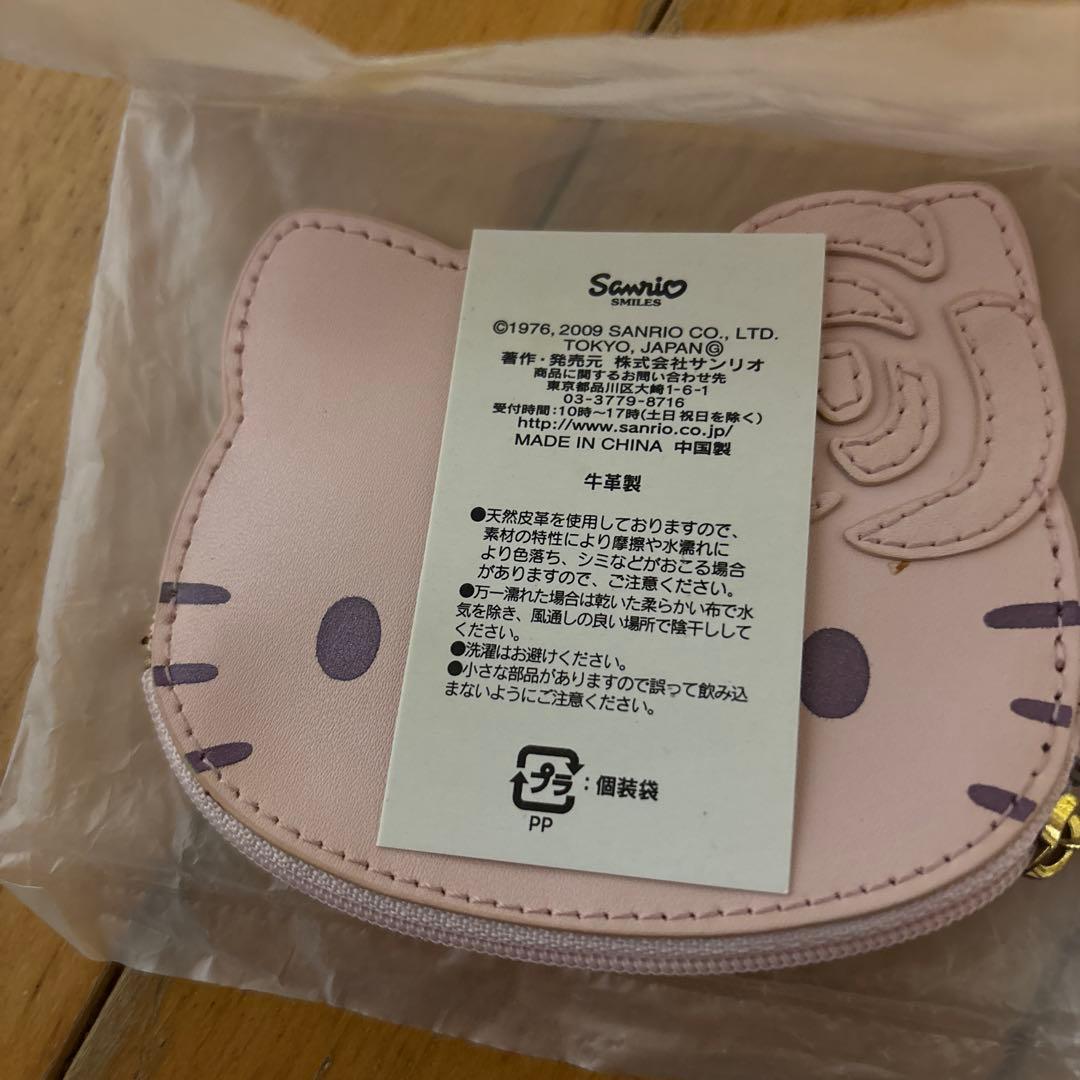 Sanrio
SMILES
©1976, 2009 SANRIO CO., LTD.
TOKYO, JAPAN Ⓖ
著作・発売元 株式会社サンリオ
商品に関するお問い合わせ先
東京都品川区大崎1-6-1
03-3779-8716
受付時間:10時〜17時(土日祝日を除く)
http://www.sanrio.co.jp/
MADE IN CHINA 中国製
牛革製
●天然皮革を使用しておりますので、
素材の特性により摩擦や水濡れに
より色落ち、シミなどがおこる場合
がありますので、ご注意ください。
●万一濡れた場合は乾いた柔らかい布で水
気を除き、風通しの良い場所で陰干しして
ください。
●洗濯はお避けください。
●小さな部品がありますので誤って飲み込
まないようにご注意ください。
プラ:個装袋
PP